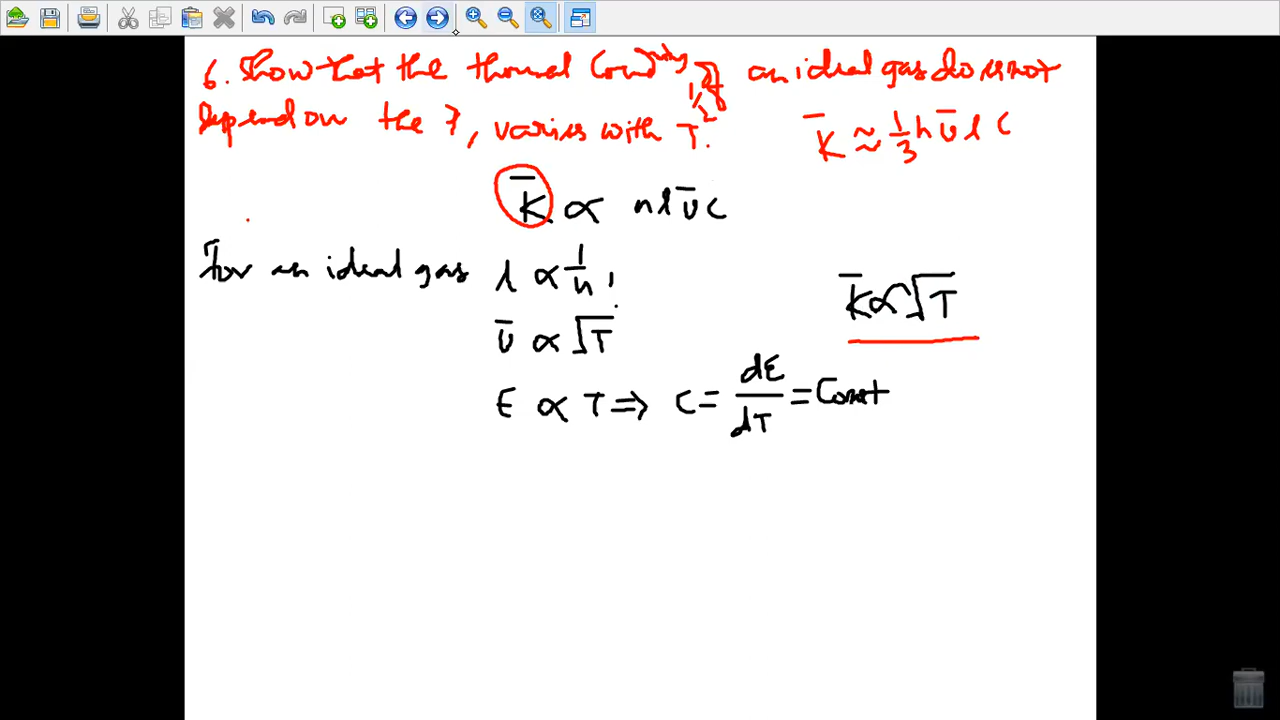 6. Show that the thermal Conductivity of an ideal gas does not
depend on the P, varies with T^{1/2}.
K̄ ≈ 1/3 n v̄ l C
K̄ ∝ n l v̄ C
For an ideal gas l ∝ 1/n,
v̄ ∝ √T
K̄ ∝ √T
E ∝ T ⇒ C = dE/dT = Const